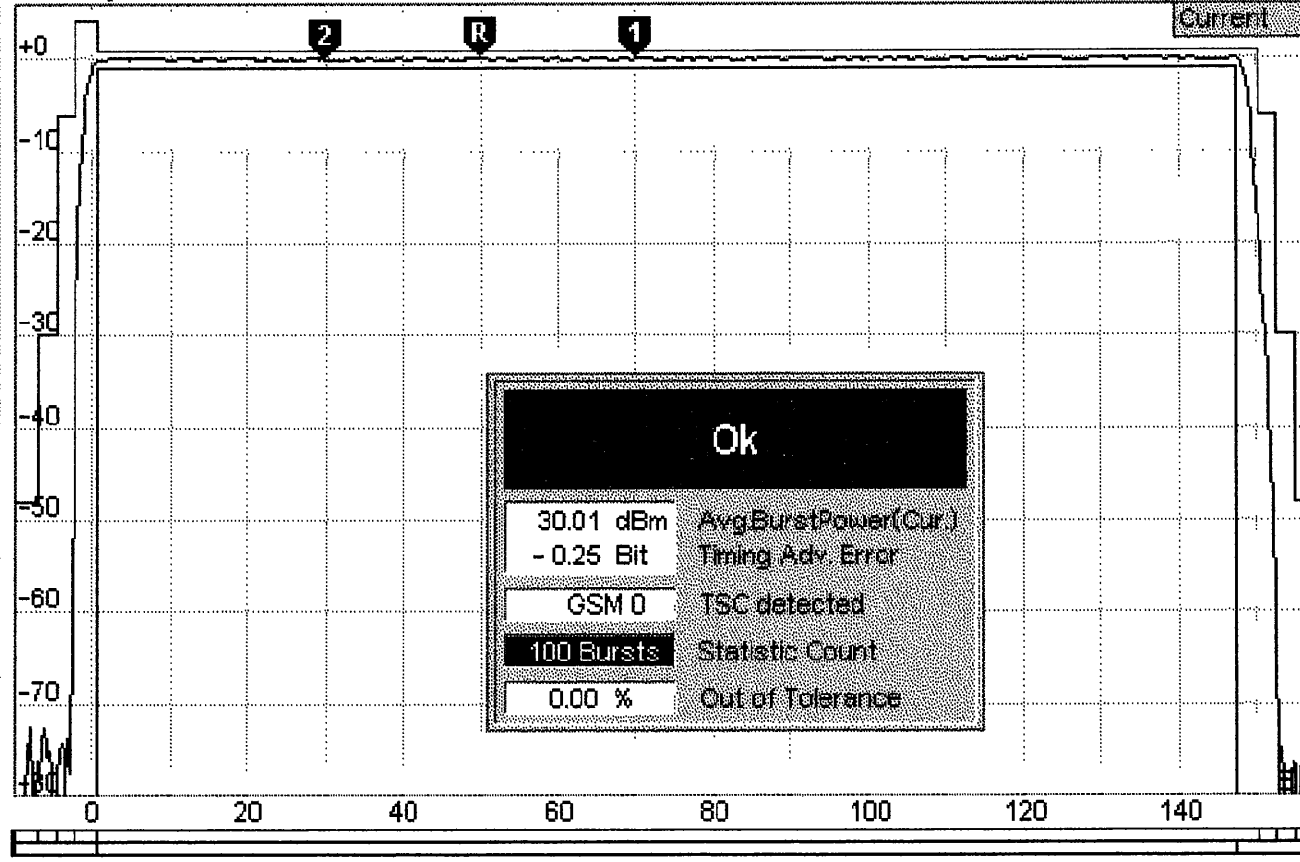 Current
2 R 1
+0
-10
-20
-30
-40
-50
-60
-70
Ok
30.01 dBm Avg.BurstPower(Cur.)
- 0.25 Bit Timing Adv. Error
GSM 0 TSC detected
100 Bursts Statistic Count
0.00 % Out of Tolerance
0 20 40 60 80 100 120 140